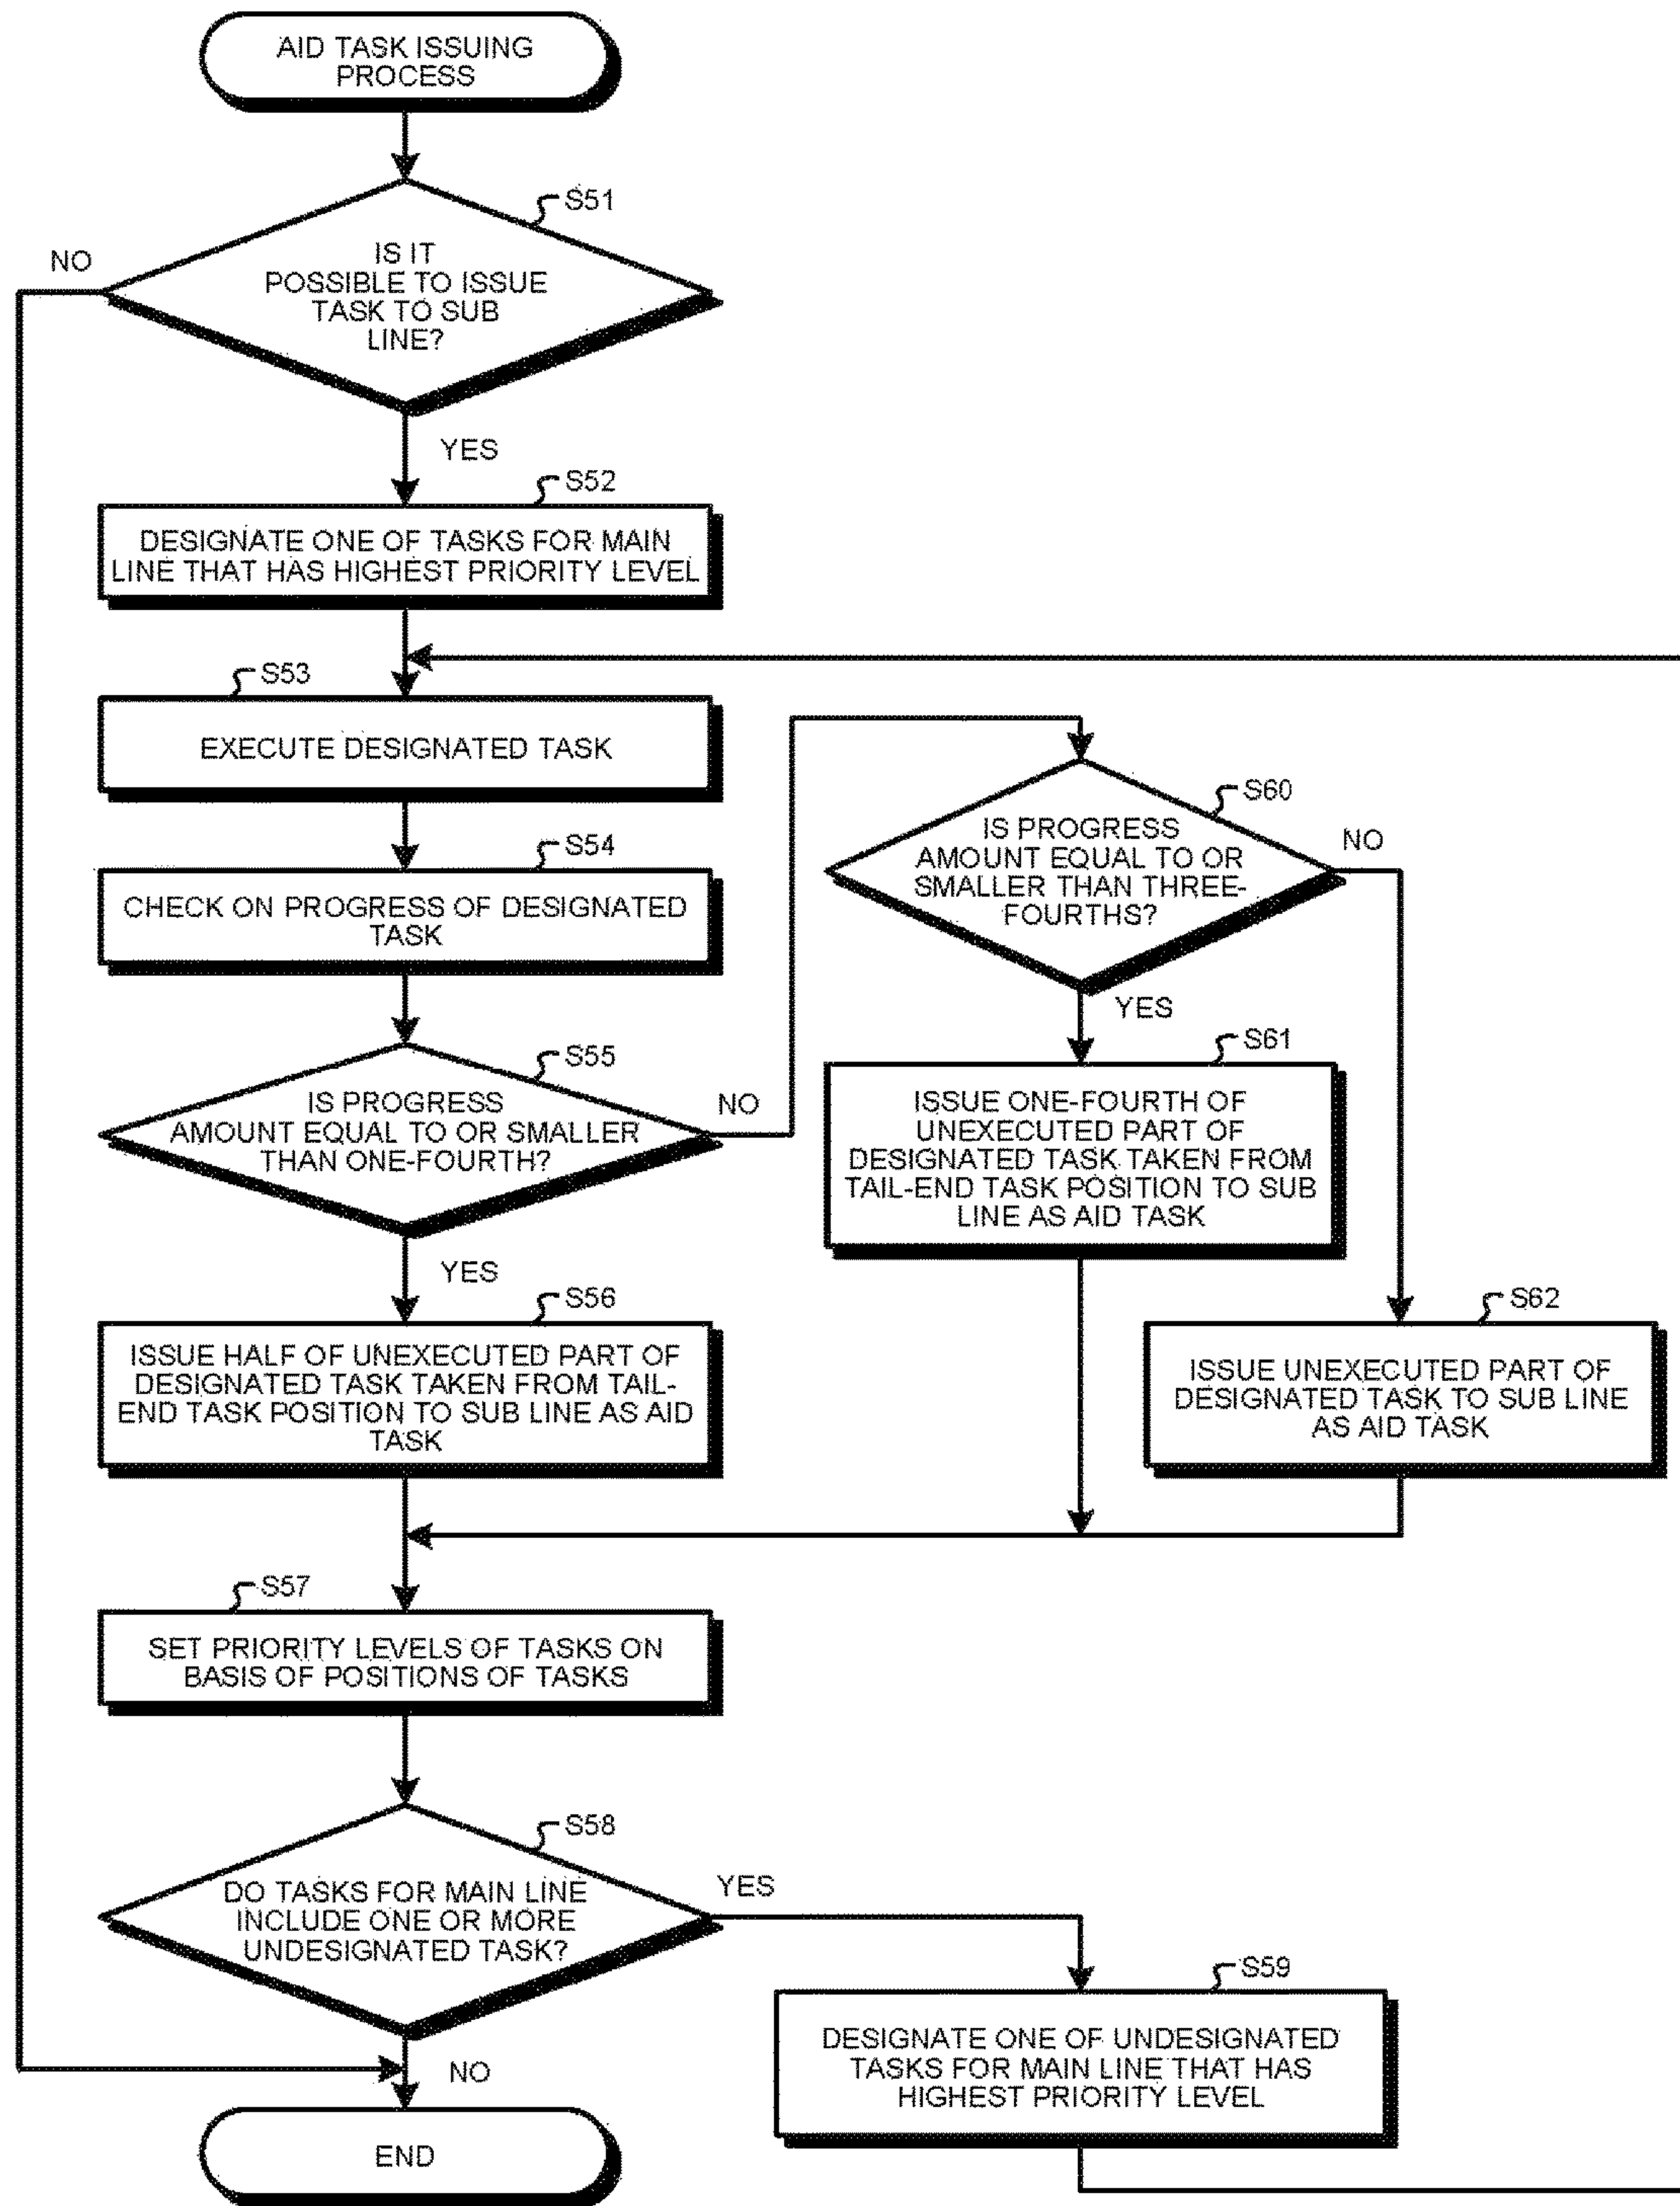 AID TASK ISSUING
PROCESS
S51
IS IT
POSSIBLE TO ISSUE
TASK TO SUB
LINE?
NO
YES
S52
DESIGNATE ONE OF TASKS FOR MAIN
LINE THAT HAS HIGHEST PRIORITY LEVEL
S53
EXECUTE DESIGNATED TASK
S54
CHECK ON PROGRESS OF DESIGNATED
TASK
S55
IS PROGRESS
AMOUNT EQUAL TO OR SMALLER
THAN ONE-FOURTH?
NO
YES
S56
ISSUE HALF OF UNEXECUTED PART OF
DESIGNATED TASK TAKEN FROM TAIL-
END TASK POSITION TO SUB LINE AS AID
TASK
S60
IS PROGRESS
AMOUNT EQUAL TO OR
SMALLER THAN THREE-
FOURTHS?
NO
YES
S61
ISSUE ONE-FOURTH OF
UNEXECUTED PART OF
DESIGNATED TASK TAKEN FROM
TAIL-END TASK POSITION TO SUB
LINE AS AID TASK
S62
ISSUE UNEXECUTED PART OF
DESIGNATED TASK TO SUB LINE
AS AID TASK
S57
SET PRIORITY LEVELS OF TASKS ON
BASIS OF POSITIONS OF TASKS
S58
DO TASKS FOR MAIN LINE
INCLUDE ONE OR MORE
UNDESIGNATED TASK?
YES
NO
S59
DESIGNATE ONE OF UNDESIGNATED
TASKS FOR MAIN LINE THAT HAS
HIGHEST PRIORITY LEVEL
END